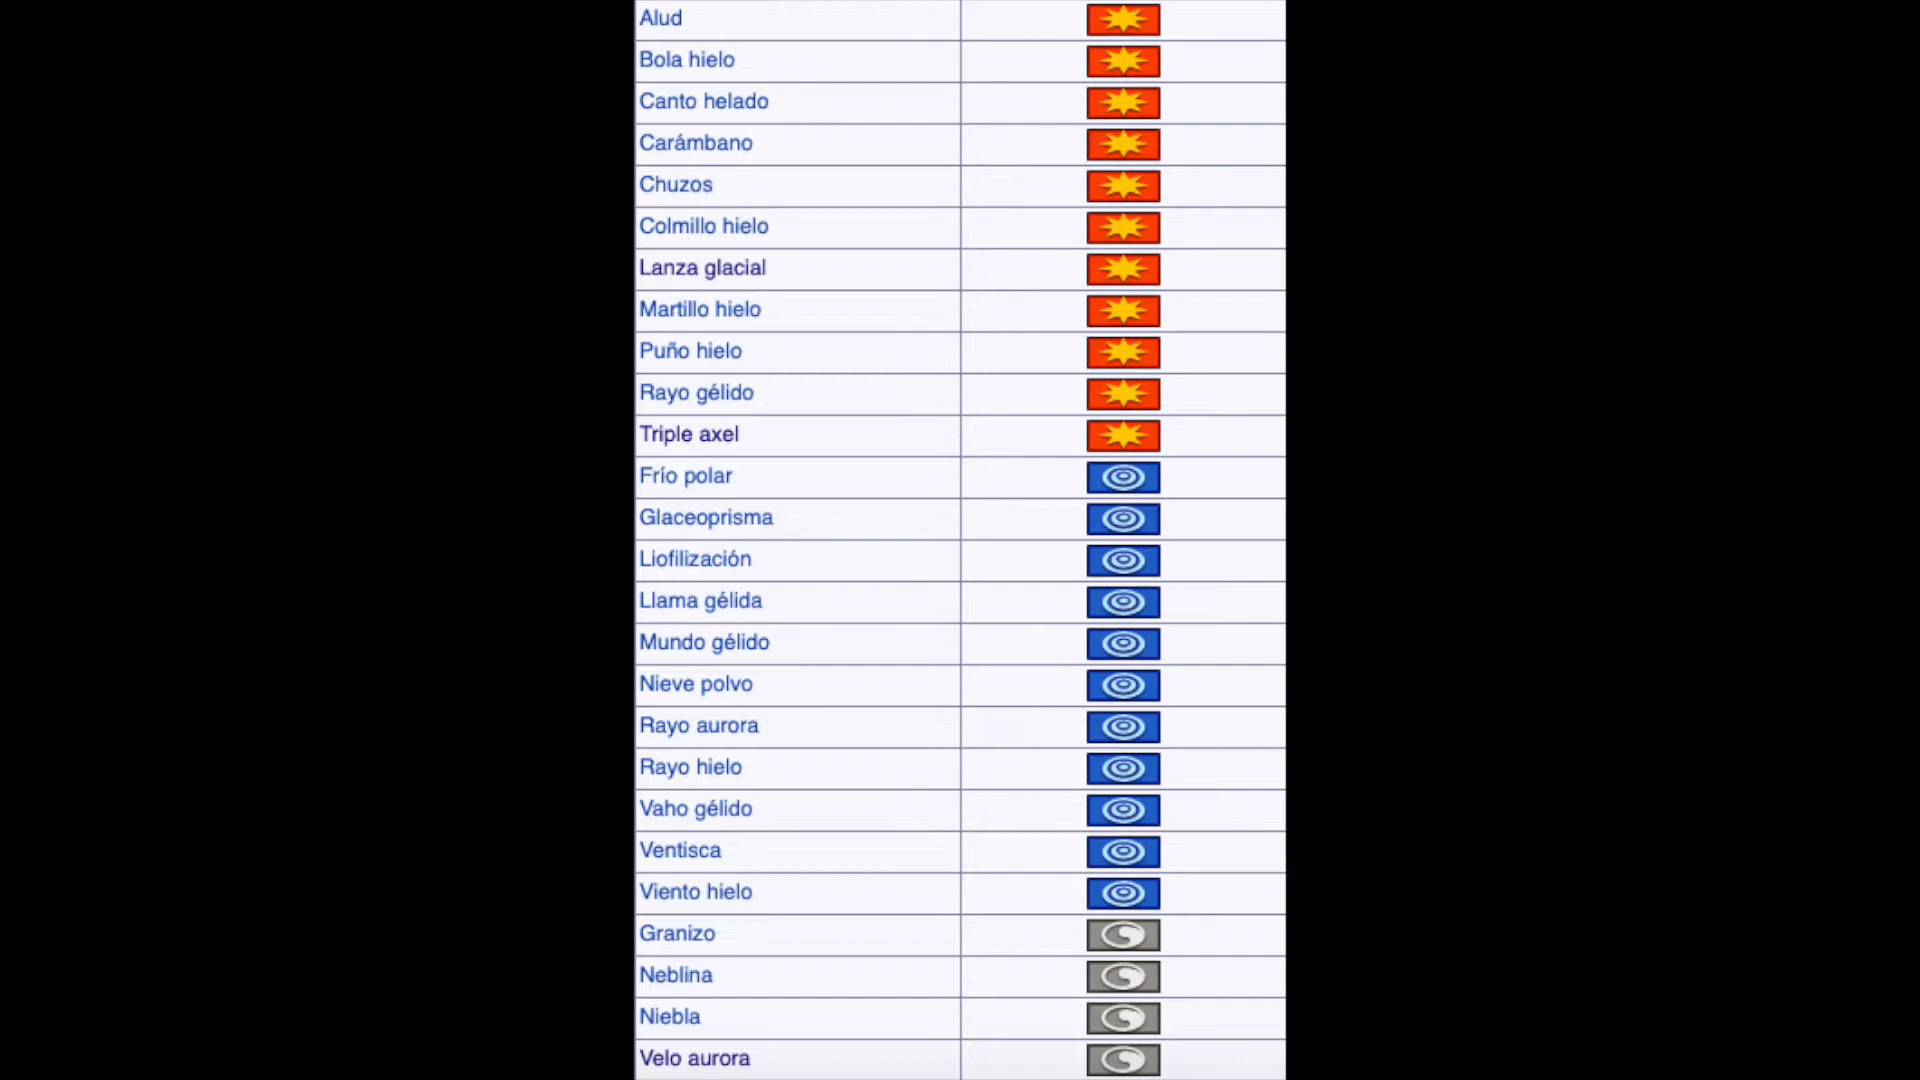 Alud
Bola hielo
Canto helado
Carámbano
Chuzos
Colmillo hielo
Lanza glacial
Martillo hielo
Puño hielo
Rayo gélido
Triple axel
Frío polar
Glaceoprisma
Liofilización
Llama gélida
Mundo gélido
Nieve polvo
Rayo aurora
Rayo hielo
Vaho gélido
Ventisca
Viento hielo
Granizo
Neblina
Niebla
Velo aurora